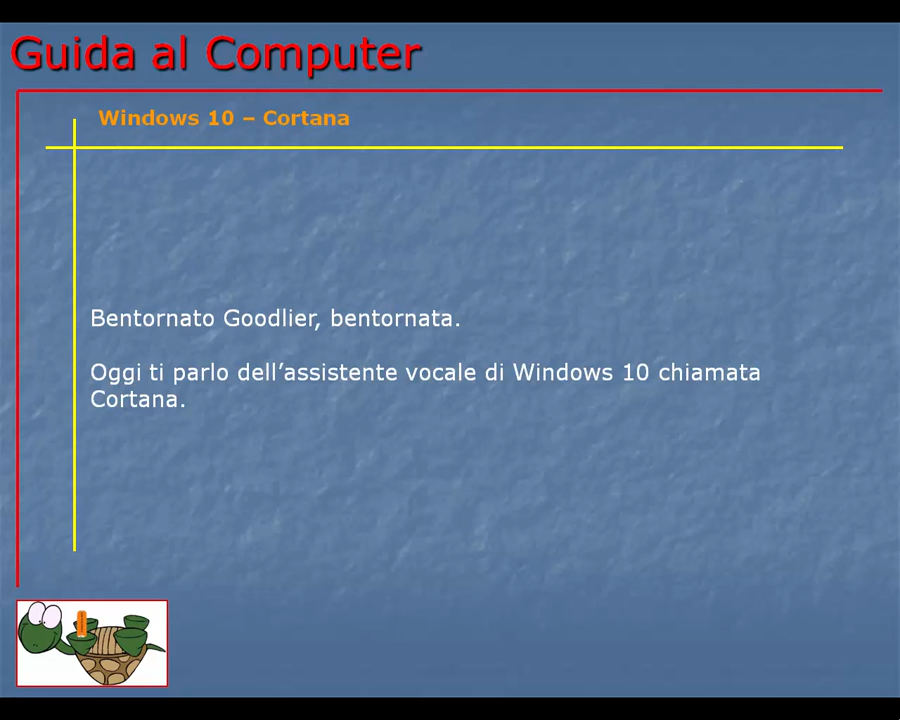 Guida al Computer
Windows 10 – Cortana
Bentornato Goodlier, bentornata.
Oggi ti parlo dell’assistente vocale di Windows 10 chiamata
Cortana.